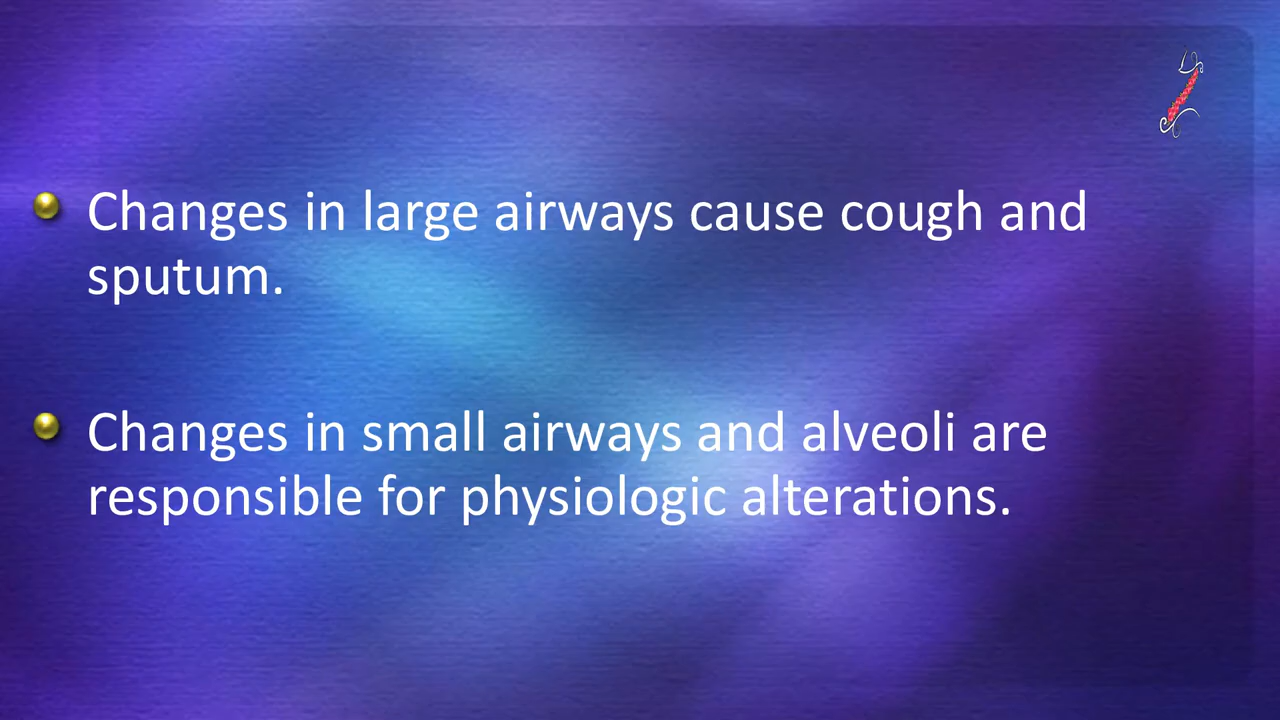 Changes in large airways cause cough and
sputum.
Changes in small airways and alveoli are
responsible for physiologic alterations.